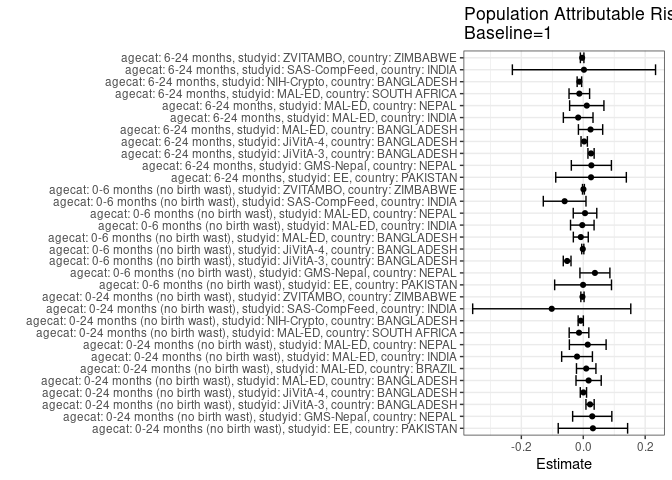 Population Attributable Ris
Baseline=1
agecat: 6-24 months, studyid: ZVITAMBO, country: ZIMBABWE
agecat: 6-24 months, studyid: SAS-CompFeed, country: INDIA
agecat: 6-24 months, studyid: NIH-Crypto, country: BANGLADESH
agecat: 6-24 months, studyid: MAL-ED, country: SOUTH AFRICA
agecat: 6-24 months, studyid: MAL-ED, country: NEPAL
agecat: 6-24 months, studyid: MAL-ED, country: INDIA
agecat: 6-24 months, studyid: MAL-ED, country: BANGLADESH
agecat: 6-24 months, studyid: JiVitA-4, country: BANGLADESH
agecat: 6-24 months, studyid: JiVitA-3, country: BANGLADESH
agecat: 6-24 months, studyid: GMS-Nepal, country: NEPAL
agecat: 6-24 months, studyid: EE, country: PAKISTAN
agecat: 0-6 months (no birth wast), studyid: ZVITAMBO, country: ZIMBABWE
agecat: 0-6 months (no birth wast), studyid: SAS-CompFeed, country: INDIA
agecat: 0-6 months (no birth wast), studyid: MAL-ED, country: NEPAL
agecat: 0-6 months (no birth wast), studyid: MAL-ED, country: INDIA
agecat: 0-6 months (no birth wast), studyid: MAL-ED, country: BANGLADESH
agecat: 0-6 months (no birth wast), studyid: JiVitA-4, country: BANGLADESH
agecat: 0-6 months (no birth wast), studyid: JiVitA-3, country: BANGLADESH
agecat: 0-6 months (no birth wast), studyid: GMS-Nepal, country: NEPAL
agecat: 0-6 months (no birth wast), studyid: EE, country: PAKISTAN
agecat: 0-24 months (no birth wast), studyid: ZVITAMBO, country: ZIMBABWE
agecat: 0-24 months (no birth wast), studyid: SAS-CompFeed, country: INDIA
agecat: 0-24 months (no birth wast), studyid: NIH-Crypto, country: BANGLADESH
agecat: 0-24 months (no birth wast), studyid: MAL-ED, country: SOUTH AFRICA
agecat: 0-24 months (no birth wast), studyid: MAL-ED, country: NEPAL
agecat: 0-24 months (no birth wast), studyid: MAL-ED, country: INDIA
agecat: 0-24 months (no birth wast), studyid: MAL-ED, country: BRAZIL
agecat: 0-24 months (no birth wast), studyid: MAL-ED, country: BANGLADESH
agecat: 0-24 months (no birth wast), studyid: JiVitA-4, country: BANGLADESH
agecat: 0-24 months (no birth wast), studyid: JiVitA-3, country: BANGLADESH
agecat: 0-24 months (no birth wast), studyid: GMS-Nepal, country: NEPAL
agecat: 0-24 months (no birth wast), studyid: EE, country: PAKISTAN
-0.2 0.0 0.2
Estimate